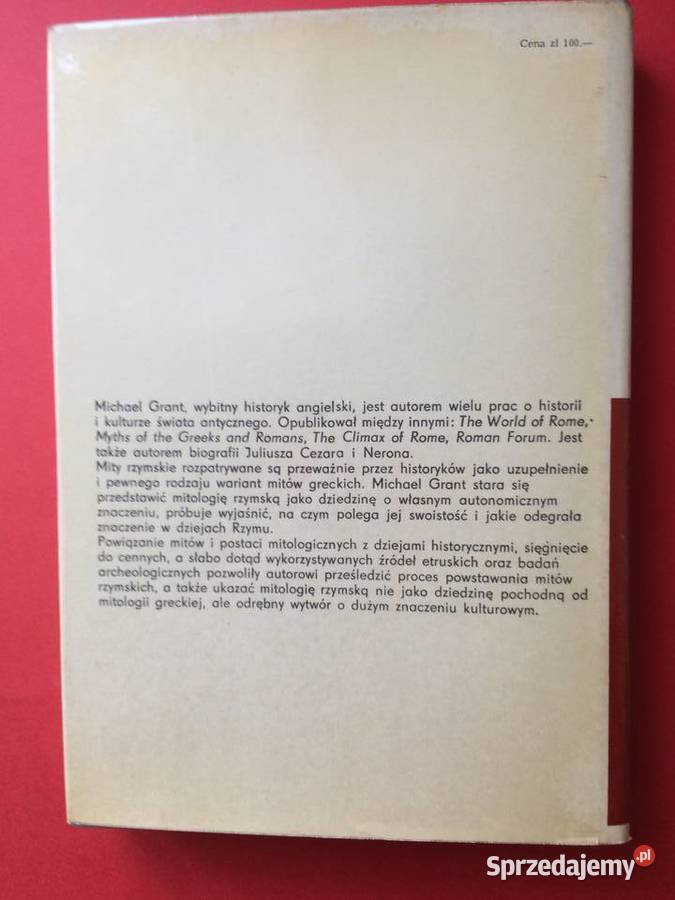 Cena zł 100.—
Michael Grant, wybitny historyk angielski, jest autorem wielu prac o historii
i kulturze świata antycznego. Opublikował między innymi: The World of Rome,
Myths of the Greeks and Romans, The Climax of Rome, Roman Forum. Jest
także autorem biografii Juliusza Cezara i Nerona.
Mity rzymskie rozpatrywane są przeważnie przez historyków jako uzupełnienie
i pewnego rodzaju wariant mitów greckich. Michael Grant stara się
przedstawić mitologię rzymską jako dziedzinę o własnym autonomicznym
znaczeniu, próbuje wyjaśnić, na czym polega jej swoistość i jakie odegrała
znaczenie w dziejach Rzymu.
Powiązanie mitów i postaci mitologicznych z dziejami historycznymi, sięgnięcie
do cennych, a słabo dotąd wykorzystywanych źródeł etruskich oraz badań
archeologicznych pozwoliły autorowi prześledzić proces powstawania mitów
rzymskich, a także ukazać mitologię rzymską nie jako dziedzinę pochodną od
mitologii greckiej, ale odrębny wytwór o dużym znaczeniu kulturowym.
Sprzedajemy.pl